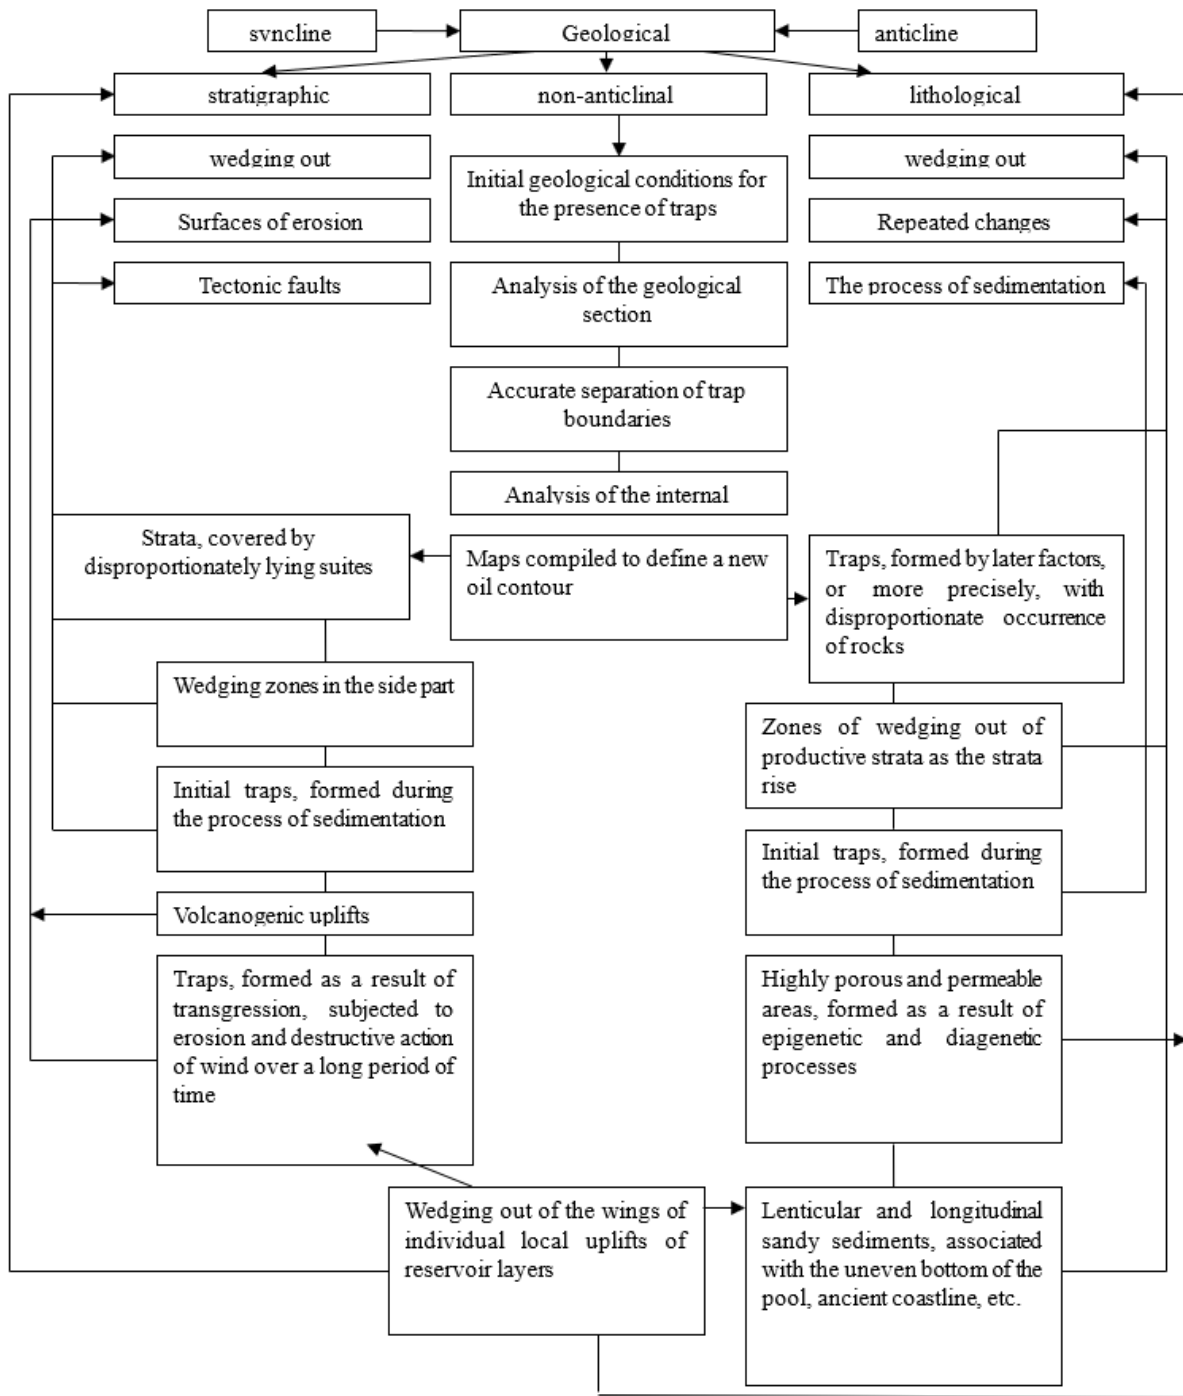 syncline
Geological
anticline
stratigraphic
non-anticlinal
lithological
wedging out
Initial geological conditions for
the presence of traps
wedging out
Surfaces of erosion
Repeated changes
Tectonic faults
Analysis of the geological
section
The process of sedimentation
Accurate separation of trap
boundaries
Analysis of the internal
Strata, covered by
disproportionately lying suites
Maps compiled to define a new
oil contour
Traps, formed by later factors,
or more precisely, with
disproportionate occurrence
of rocks
Wedging zones in the side part
Zones of wedging out of
productive strata as the strata
rise
Initial traps, formed during
the process of sedimentation
Initial traps, formed during
the process of sedimentation
Volcanogenic uplifts
Traps, formed as a result of
transgression, subjected to
erosion and destructive action
of wind over a long period of
time
Highly porous and permeable
areas, formed as a result of
epigenetic and diagenetic
processes
Wedging out of the wings of
individual local uplifts of
reservoir layers
Lenticular and longitudinal
sandy sediments, associated
with the uneven bottom of the
pool, ancient coastline, etc.